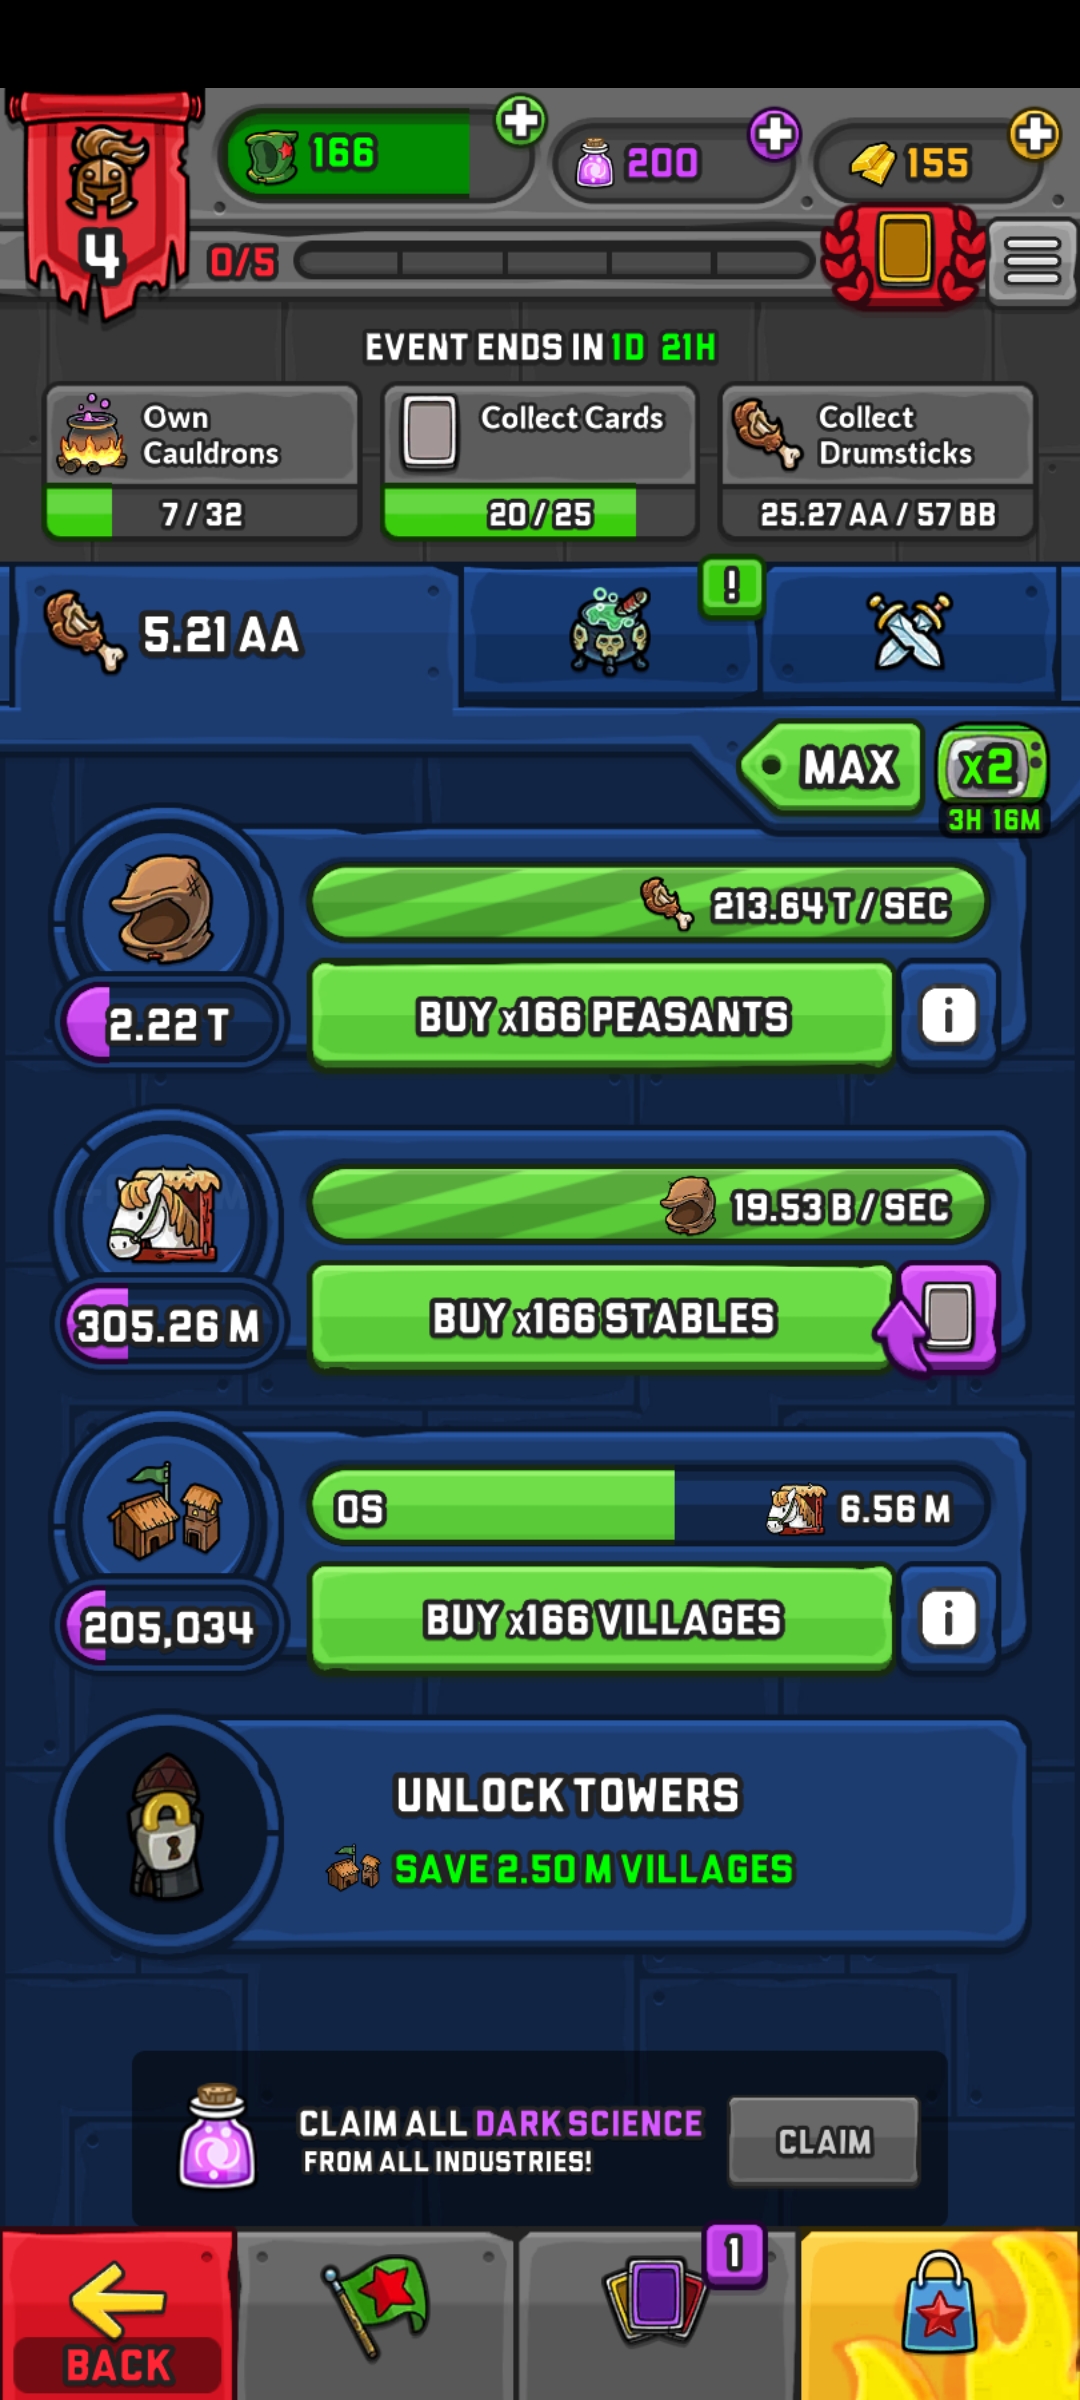 166
200
155
4
0/5
EVENT ENDS IN 1D 21H
Own
Cauldrons
7 / 32
Collect Cards
20 / 25
Collect
Drumsticks
25.27 AA / 57 BB
5.21 AA
!
MAX
x2
3H 16M
213.64 T / SEC
2.22 T
BUY x166 PEASANTS
i
19.53 B / SEC
305.26 M
BUY x166 STABLES
0S
6.56 M
205,034
BUY x166 VILLAGES
i
UNLOCK TOWERS
SAVE 2.50 M VILLAGES
CLAIM ALL DARK SCIENCE
FROM ALL INDUSTRIES!
CLAIM
1
BACK